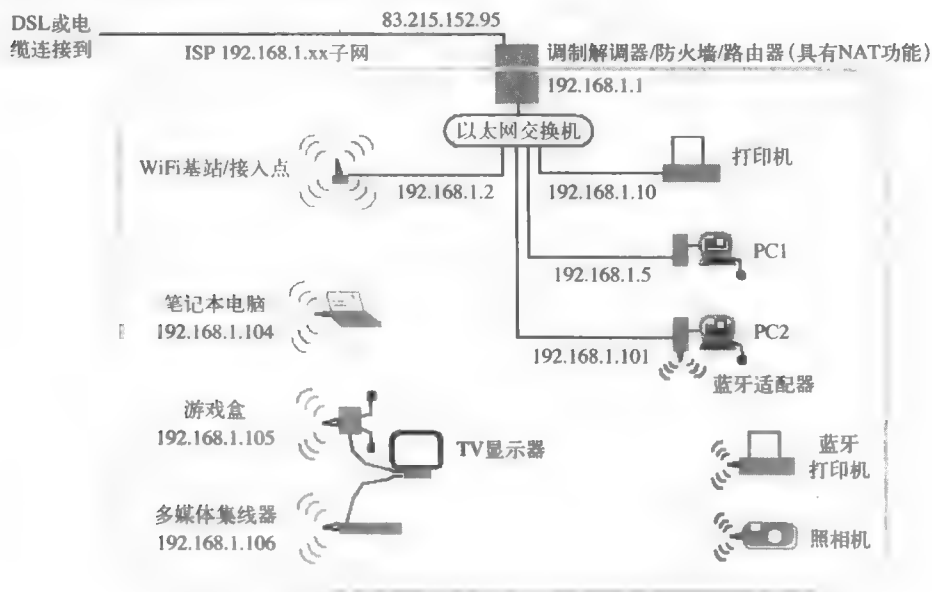 DSL或电
缆连接到
83.215.152.95
ISP 192.168.1.xx子网
调制解调器/防火墙/路由器(具有NAT功能)
192.168.1.1
以太网交换机
WiFi基站/接入点
192.168.1.2
192.168.1.10
打印机
PC1
192.168.1.5
笔记本电脑
192.168.1.104
PC2
192.168.1.101
蓝牙适配器
游戏盒
192.168.1.105
TV显示器
蓝牙
打印机
多媒体集线器
192.168.1.106
照相机